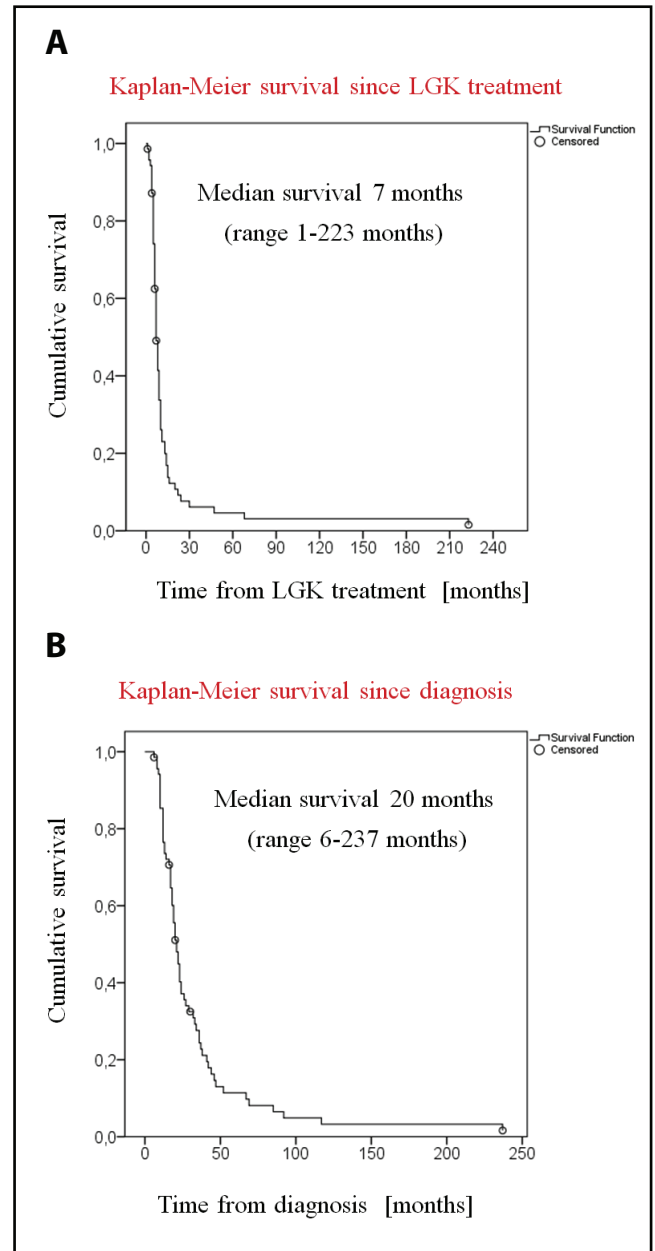 A
Kaplan-Meier survival since LGK treatment
Survival Function
Censored
Median survival 7 months
(range 1-223 months)
Cumulative survival
1,0
0,8
0,6
0,4
0,2
0,0
0 30 60 90 120 150 180 210 240
Time from LGK treatment [months]
B
Kaplan-Meier survival since diagnosis
Survival Function
Censored
Median survival 20 months
(range 6-237 months)
Cumulative survival
1,0
0,8
0,6
0,4
0,2
0,0
0 50 100 150 200 250
Time from diagnosis [months]